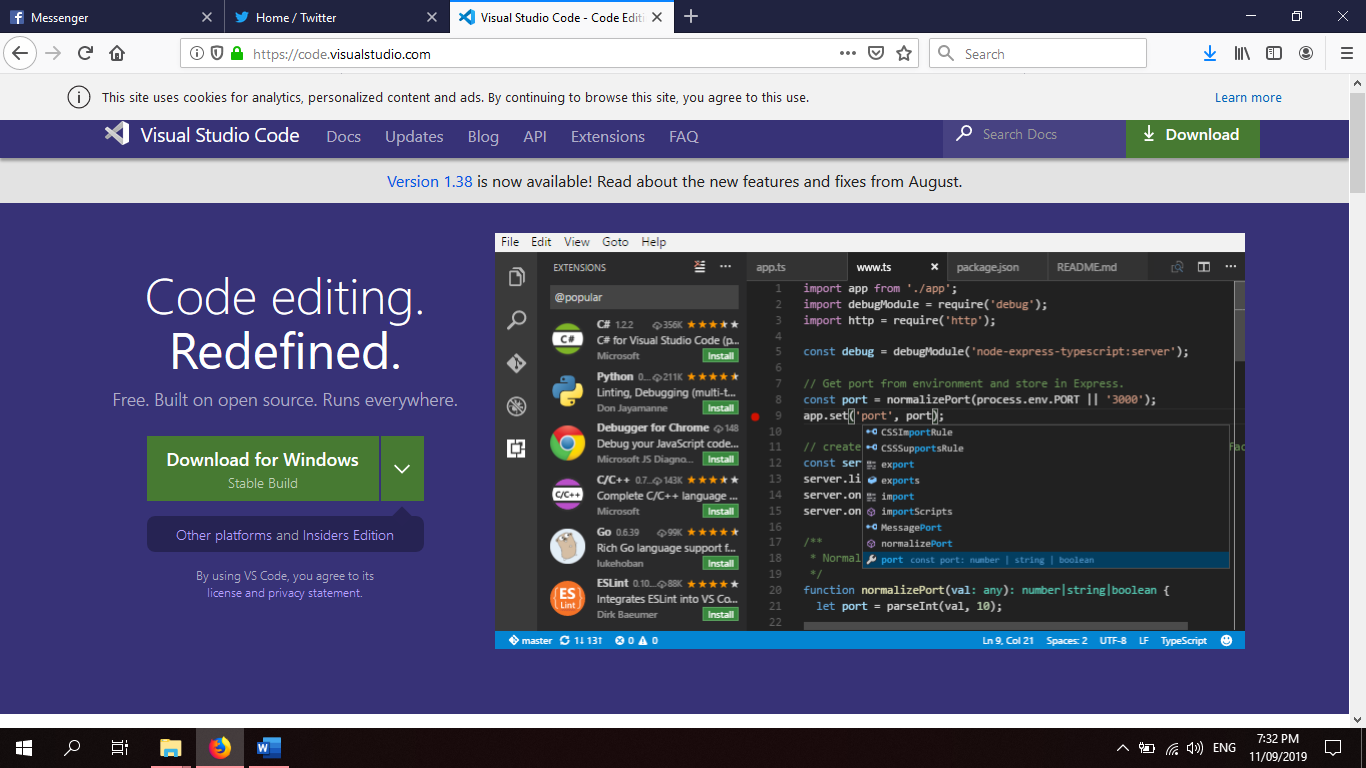 Messenger
Home / Twitter
Visual Studio Code - Code Edit
https://code.visualstudio.com
Search
This site uses cookies for analytics, personalized content and ads. By continuing to browse this site, you agree to this use.
Learn more
Visual Studio Code
Docs
Updates
Blog
API
Extensions
FAQ
Search Docs
Download
Version 1.38 is now available! Read about the new features and fixes from August.
Code editing.
Redefined.
Free. Built on open source. Runs everywhere.
Download for Windows
Stable Build
Other platforms and Insiders Edition
By using VS Code, you agree to its
license and privacy statement.
File Edit View Goto Help
EXTENSIONS
@popular
C# 1.2.2 356K
C# for Visual Studio Code (p...
Microsoft
Install
Python 0... 211K
Linting, Debugging (multi-t...
Don Jayamanne
Install
Debugger for Chrome 148
Debug your JavaScript code...
Microsoft JS Diagno...
Install
C/C++ 0.7... 143K
Complete C/C++ language ...
Microsoft
Install
Go 0.6.39 99K
Rich Go language support f...
lukehoban
Install
ESLint 0.10... 88K
Integrates ESLint into VS Co...
Dirk Baeumer
Install
app.ts
www.ts
package.json
README.md
1 import app from './app';
2 import debugModule = require('debug');
3 import http = require('http');
4
5 const debug = debugModule('node-express-typescript:server');
6
7 // Get port from environment and store in Express.
8 const port = normalizePort(process.env.PORT || '3000');
9 app.set('port', port);
10
11 // create
12 const ser
13 server.li
14 server.on
15 server.on
16
17 /**
18 * Normal
19 */
20 function normalizePort(val: any): number|string|boolean {
21 let port = parseInt(val, 10);
22
CSSImportRule
CSSSupportsRule
export
exports
import
importScripts
MessagePort
normalizePort
port const port: number | string | boolean
master 1↓ 13↑ 0 0
Ln 9, Col 21 Spaces: 2 UTF-8 LF TypeScript
C/C++
C#
ES
Lint
ENG
7:32 PM
11/09/2019